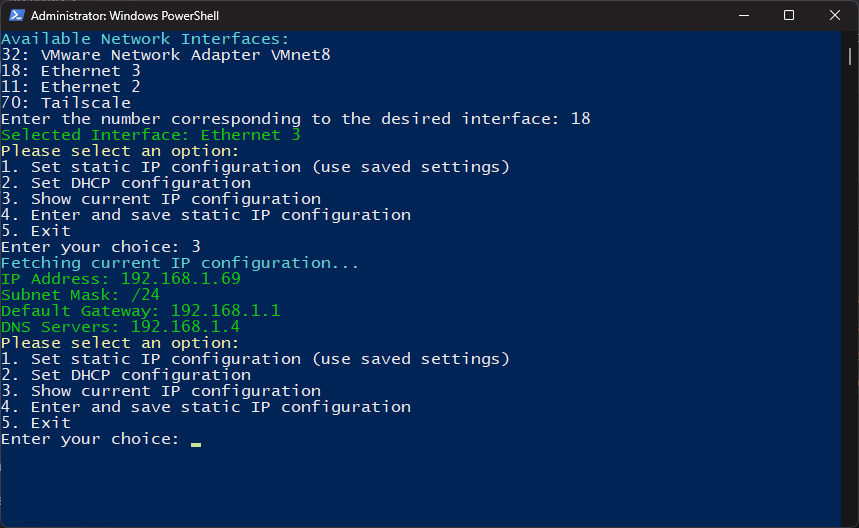 Administrator: Windows PowerShell
Available Network Interfaces:
32: VMware Network Adapter VMnet8
18: Ethernet 3
11: Ethernet 2
70: Tailscale
Enter the number corresponding to the desired interface: 18
Selected Interface: Ethernet 3
Please select an option:
1. Set static IP configuration (use saved settings)
2. Set DHCP configuration
3. Show current IP configuration
4. Enter and save static IP configuration
5. Exit
Enter your choice: 3
Fetching current IP configuration...
IP Address: 192.168.1.69
Subnet Mask: /24
Default Gateway: 192.168.1.1
DNS Servers: 192.168.1.4
Please select an option:
1. Set static IP configuration (use saved settings)
2. Set DHCP configuration
3. Show current IP configuration
4. Enter and save static IP configuration
5. Exit
Enter your choice: